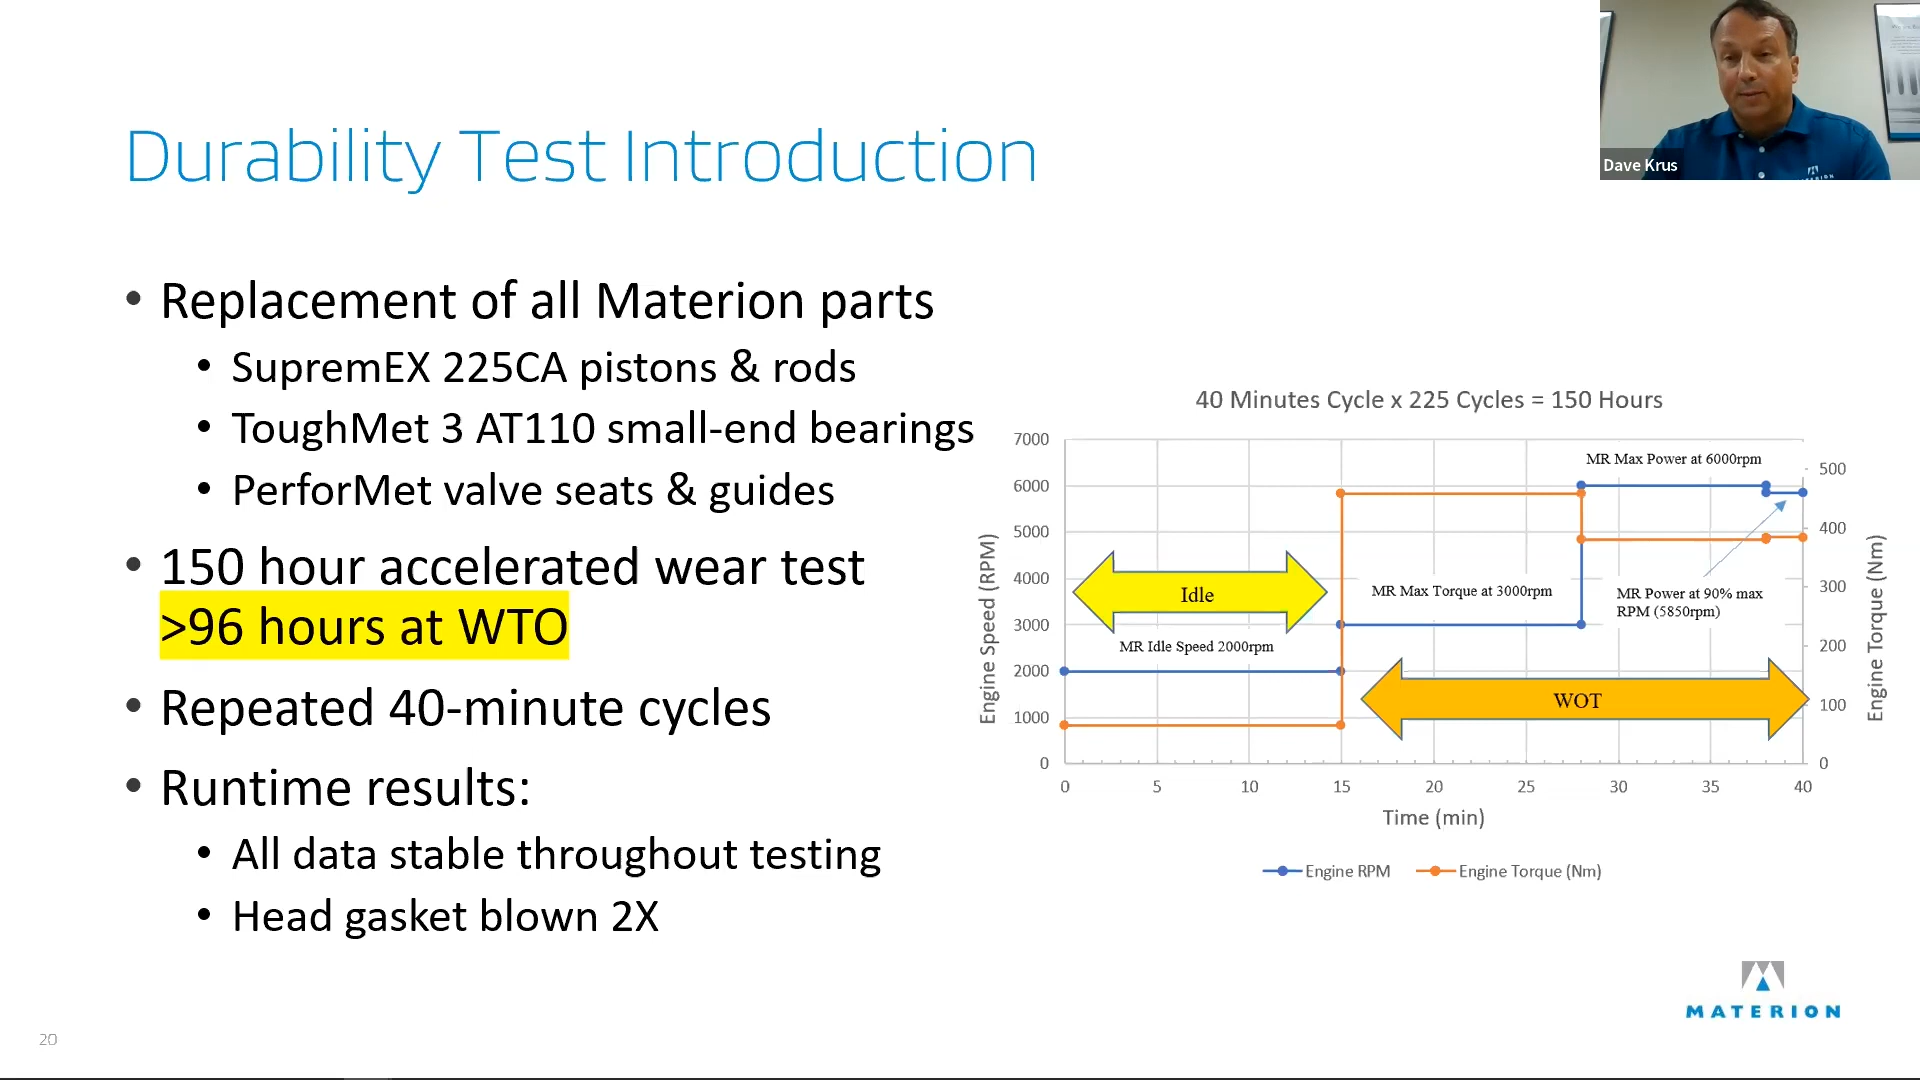 Dave Krus
Durability Test Introduction
• Replacement of all Materion parts
• SupremEX 225CA pistons & rods
• ToughMet 3 AT110 small-end bearings
• PerforMet valve seats & guides
• 150 hour accelerated wear test
>96 hours at WTO
• Repeated 40-minute cycles
• Runtime results:
• All data stable throughout testing
• Head gasket blown 2X
40 Minutes Cycle x 225 Cycles = 150 Hours
Engine Speed (RPM)
7000
6000
5000
4000
3000
2000
1000
0
MR Max Power at 6000rpm
Idle
MR Max Torque at 3000rpm
MR Power at 90% max
RPM (5850rpm)
MR Idle Speed 2000rpm
WOT
500
400
300
200
100
0
Engine Torque (Nm)
0 5 10 15 20 25 30 35 40
Time (min)
Engine RPM Engine Torque (Nm)
MATERION
20